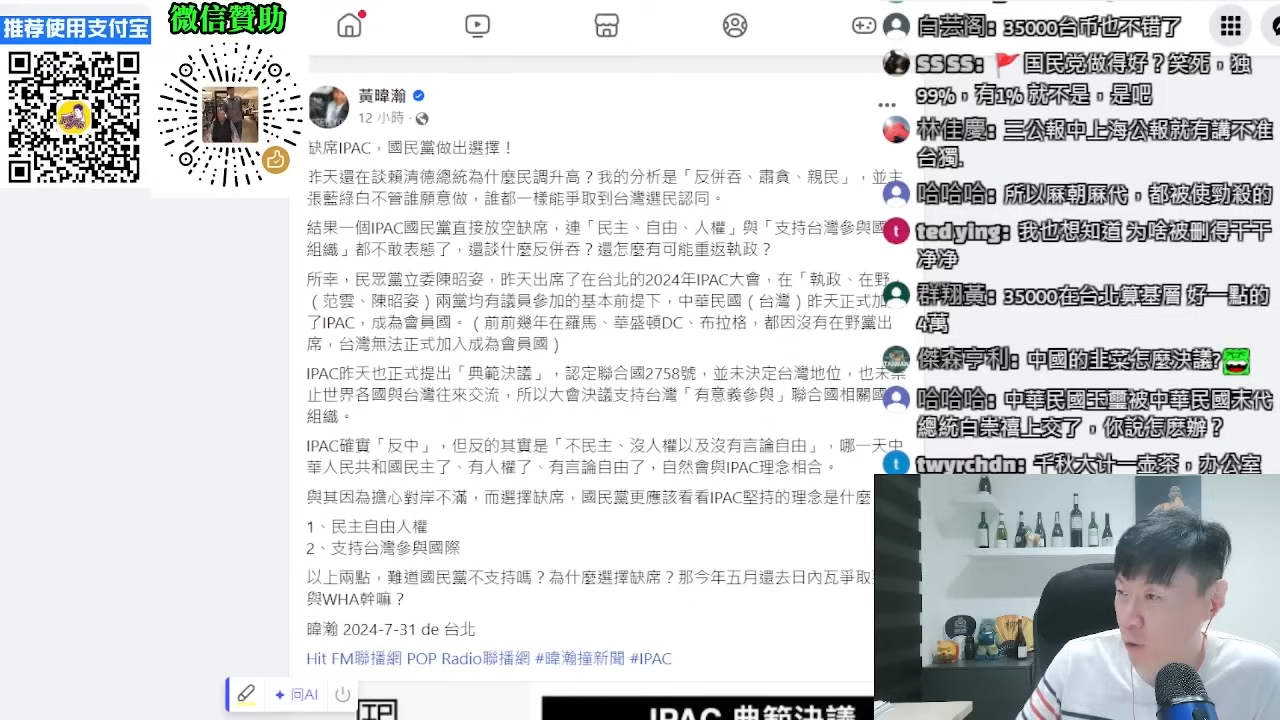 推荐使用支付宝
微信贊助
黃暐瀚
12 小時 ·
缺席IPAC，國民黨做出選擇！
昨天還在談賴清德總統為什麼民調升高？我的分析是「反併吞、肅貪、親民」，並主
張藍綠白不管誰願意做，誰都一樣能爭取到台灣選民認同。
結果一個IPAC國民黨直接放空缺席，連「民主、自由、人權」與「支持台灣參與國
組織」都不敢表態了，還談什麼反併吞？還怎麼有可能重返執政？
所幸，民眾黨立委陳昭姿，昨天出席了在台北的2024年IPAC大會，在「執政、在野
（范雲、陳昭姿）兩黨均有議員參加的基本前提下，中華民國（台灣）昨天正式加
了IPAC，成為會員國。（前前幾年在羅馬、華盛頓DC、布拉格，都因沒有在野黨出
席，台灣無法正式加入成為會員國）
IPAC昨天也正式提出「典範決議」，認定聯合國2758號，並未決定台灣地位，也未禁
止世界各國與台灣往來交流，所以大會決議支持台灣「有意義參與」聯合國相關國
組織。
IPAC確實「反中」，但反的其實是「不民主、沒人權以及沒有言論自由」，哪一天中
華人民共和國民主了、有人權了、有言論自由了，自然會與IPAC理念相合。
與其因為擔心對岸不滿，而選擇缺席，國民黨更應該看看IPAC堅持的理念是什麼
1、民主自由人權
2、支持台灣參與國際
以上兩點，難道國民黨不支持嗎？為什麼選擇缺席？那今年五月還去日內瓦爭取
與WHA幹嘛？
暐瀚 2024-7-31 de 台北
Hit FM聯播網 POP Radio聯播網 #暐瀚撞新聞 #IPAC
问AI
IPAC 典範決議
白芸阁: 35000台币也不错了
SS SS: 🚩国民党做得好？笑死，独
99%，有1% 就不是，是吧
林佳慶: 三公報中上海公報就有講不准
台獨.
哈哈哈: 所以麻朝麻代，都被使勁殺的
ted ying: 我也想知道 为啥被刪得干干
净净
群翔黃: 35000在台北算基層 好一點的
4萬
傑森亨利: 中國的韭菜怎麼決議?
哈哈哈: 中華民國玉璽被中華民國末代
總統白崇禧上交了，你說怎麼辦？
twyrchdn: 千秋大计一壶茶，办公室